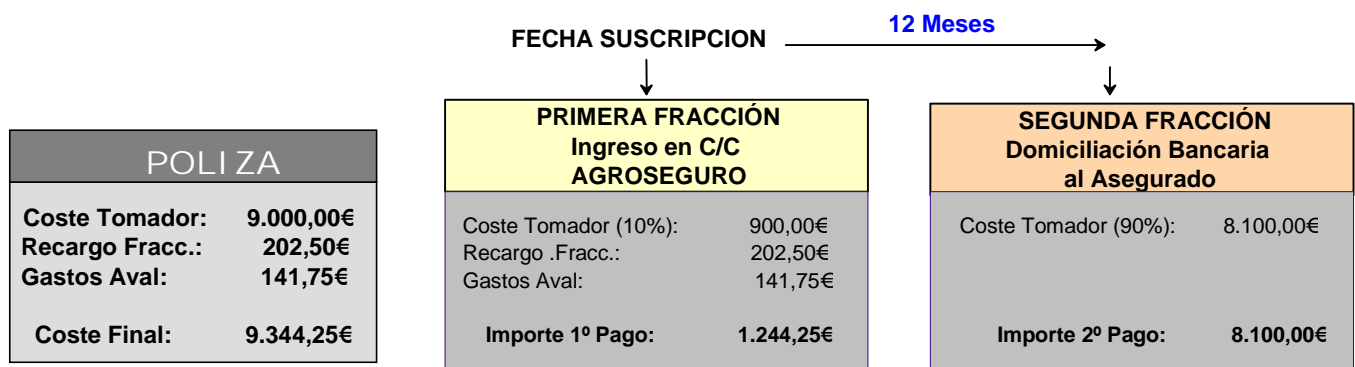 12 Meses
FECHA SUSCRIPCION
POLIZA
Coste Tomador: 9.000,00€
Recargo Fracc.: 202,50€
Gastos Aval: 141,75€
Coste Final: 9.344,25€
PRIMERA FRACCIÓN
Ingreso en C/C
AGROSEGURO
Coste Tomador (10%): 900,00€
Recargo .Fracc.: 202,50€
Gastos Aval: 141,75€
Importe 1º Pago: 1.244,25€
SEGUNDA FRACCIÓN
Domiciliación Bancaria
al Asegurado
Coste Tomador (90%): 8.100,00€
Importe 2º Pago: 8.100,00€